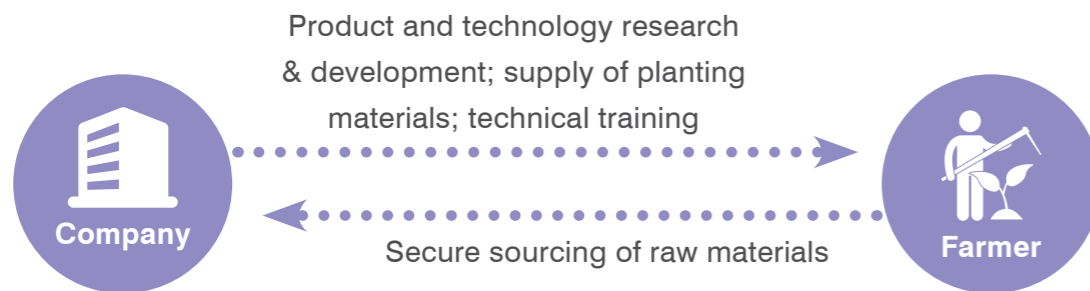 Product and technology research
& development; supply of planting
materials; technical training
Company
Farmer
Secure sourcing of raw materials